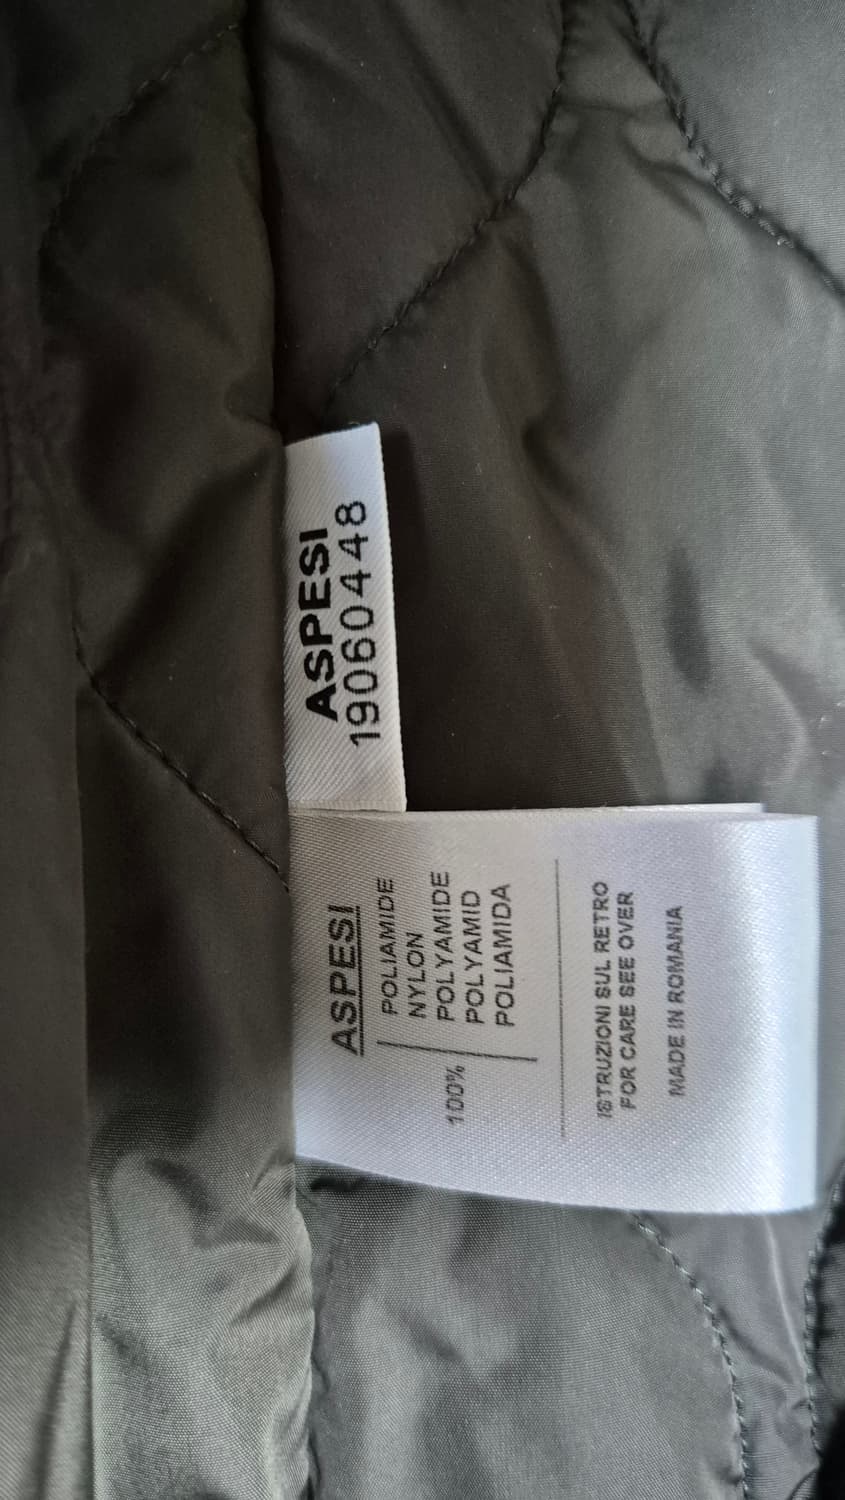 ASPESI
19060448
ASPESI
POLIAMIDE
NYLON
100% POLYAMIDE
POLYAMID
POLIAMIDA
ISTRUZIONI SUL RETRO
FOR CARE SEE OVER
MADE IN ROMANIA